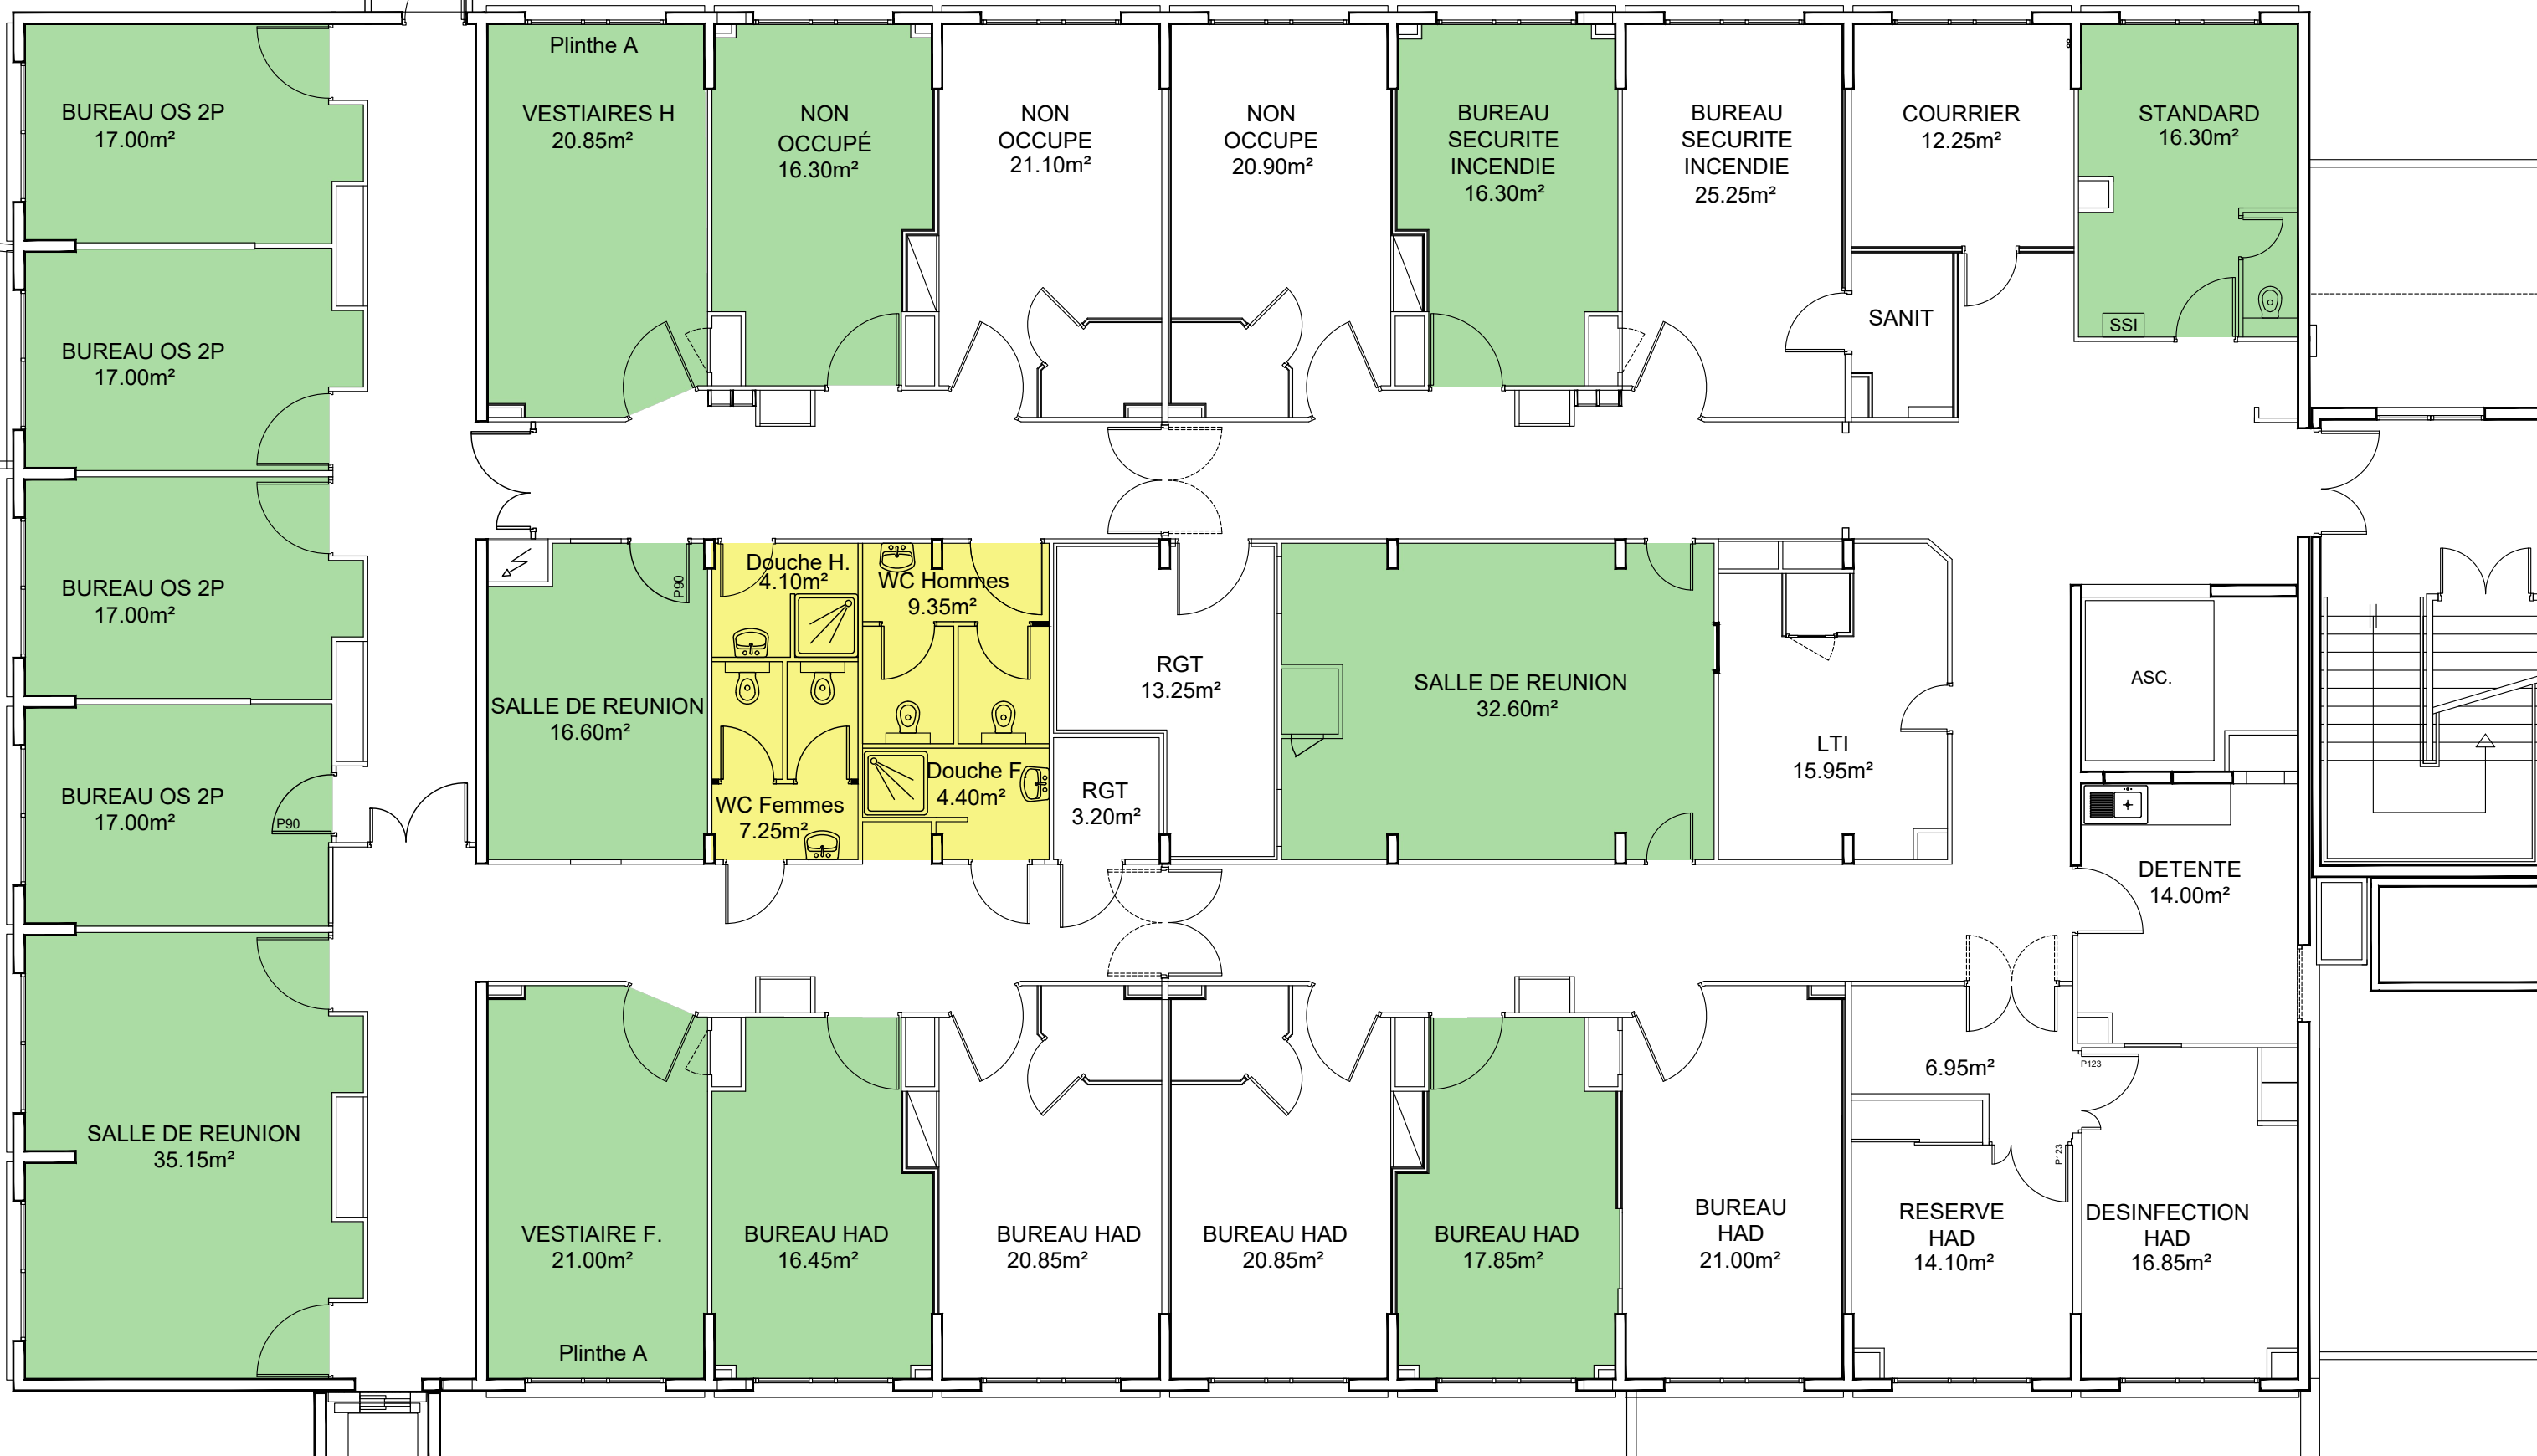 Plinthe A
BUREAU OS 2P
17.00m²
VESTIAIRES H
20.85m²
NON
OCCUPÉ
16.30m²
NON
OCCUPE
21.10m²
NON
OCCUPE
20.90m²
BUREAU
SECURITE
INCENDIE
16.30m²
BUREAU
SECURITE
INCENDIE
25.25m²
COURRIER
12.25m²
STANDARD
16.30m²
SANIT
SSI
BUREAU OS 2P
17.00m²
BUREAU OS 2P
17.00m²
P90
Douche H.
4.10m²
WC Hommes
9.35m²
SALLE DE REUNION
16.60m²
RGT
13.25m²
SALLE DE REUNION
32.60m²
LTI
15.95m²
ASC.
BUREAU OS 2P
17.00m²
P90
WC Femmes
7.25m²
Douche F.
4.40m²
RGT
3.20m²
DETENTE
14.00m²
6.95m²
P123
P123
SALLE DE REUNION
35.15m²
VESTIAIRE F.
21.00m²
BUREAU HAD
16.45m²
BUREAU HAD
20.85m²
BUREAU HAD
20.85m²
BUREAU HAD
17.85m²
BUREAU
HAD
21.00m²
RESERVE
HAD
14.10m²
DESINFECTION
HAD
16.85m²
Plinthe A